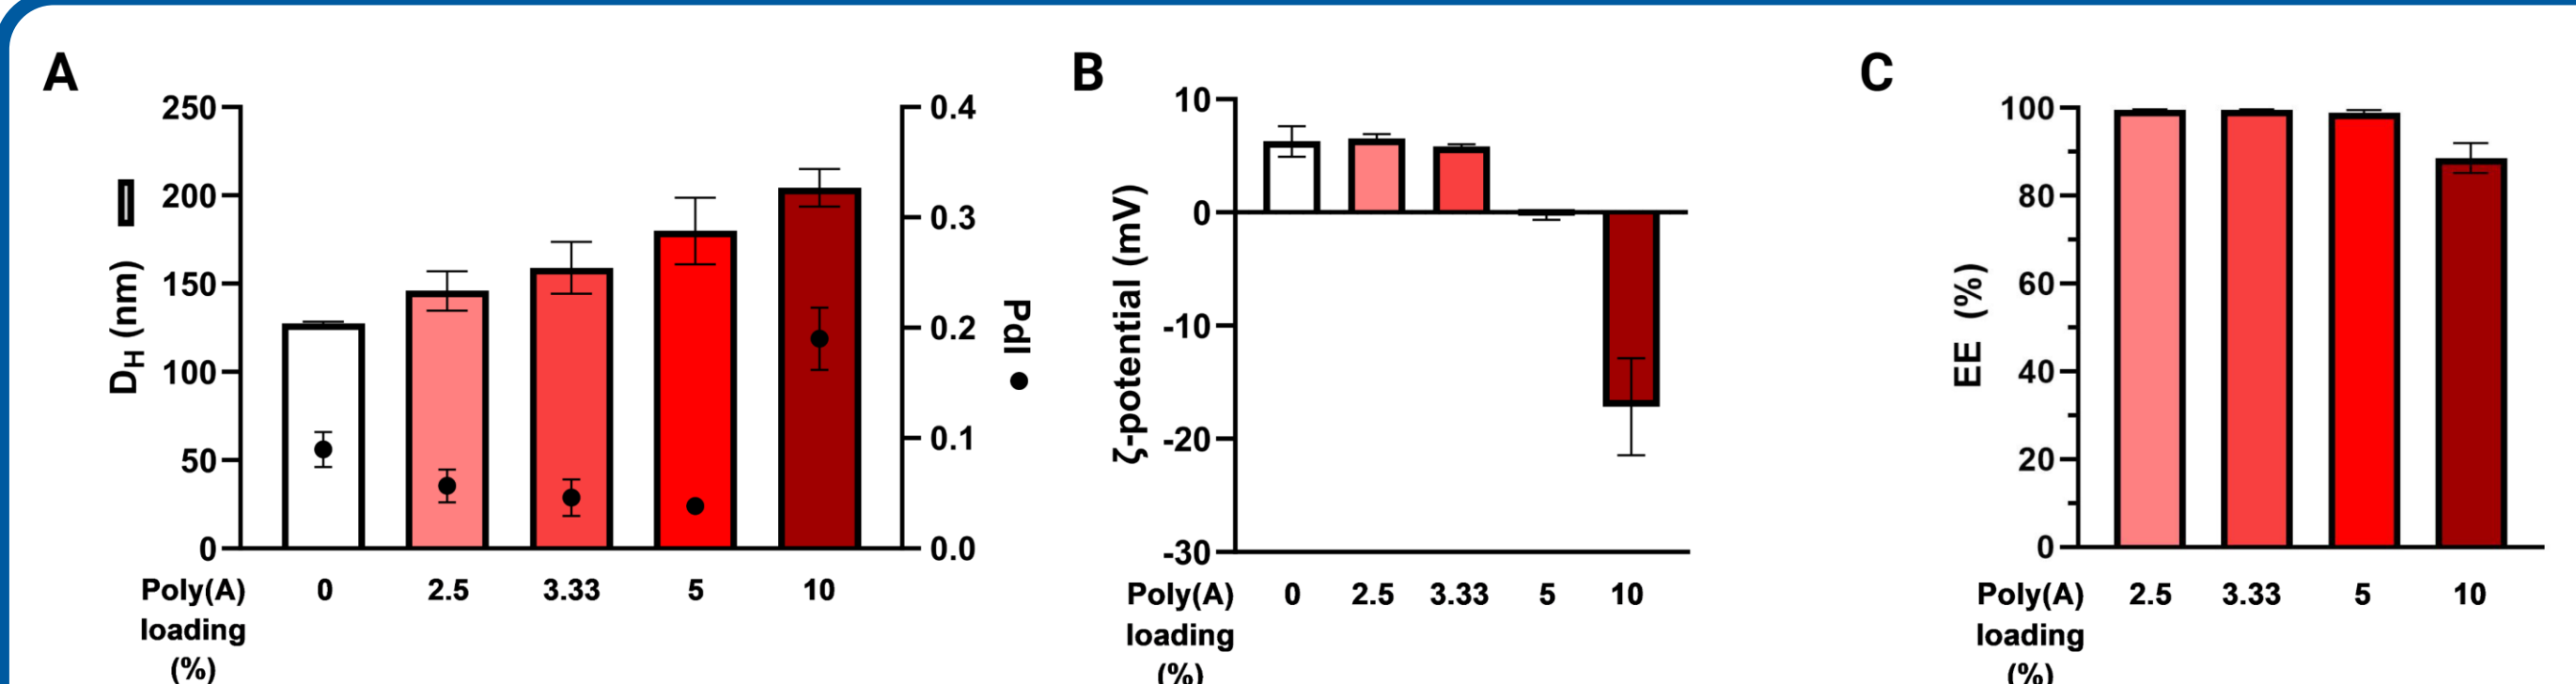 A
250
200
150
100
50
0
D_H (nm)
0.4
0.3
0.2
0.1
0.0
PdI
Poly(A) 0 2.5 3.33 5 10
loading
(%)
B
10
0
-10
-20
-30
ζ-potential (mV)
Poly(A) 0 2.5 3.33 5 10
loading
(%)
C
100
80
60
40
20
0
EE (%)
Poly(A) 2.5 3.33 5 10
loading
(%)